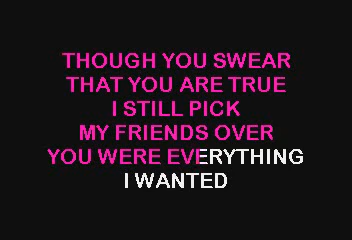 THOUGH YOU SWEAR
THAT YOU ARE TRUE
I STILL PICK
MY FRIENDS OVER
YOU WERE EVERYTHING
I WANTED